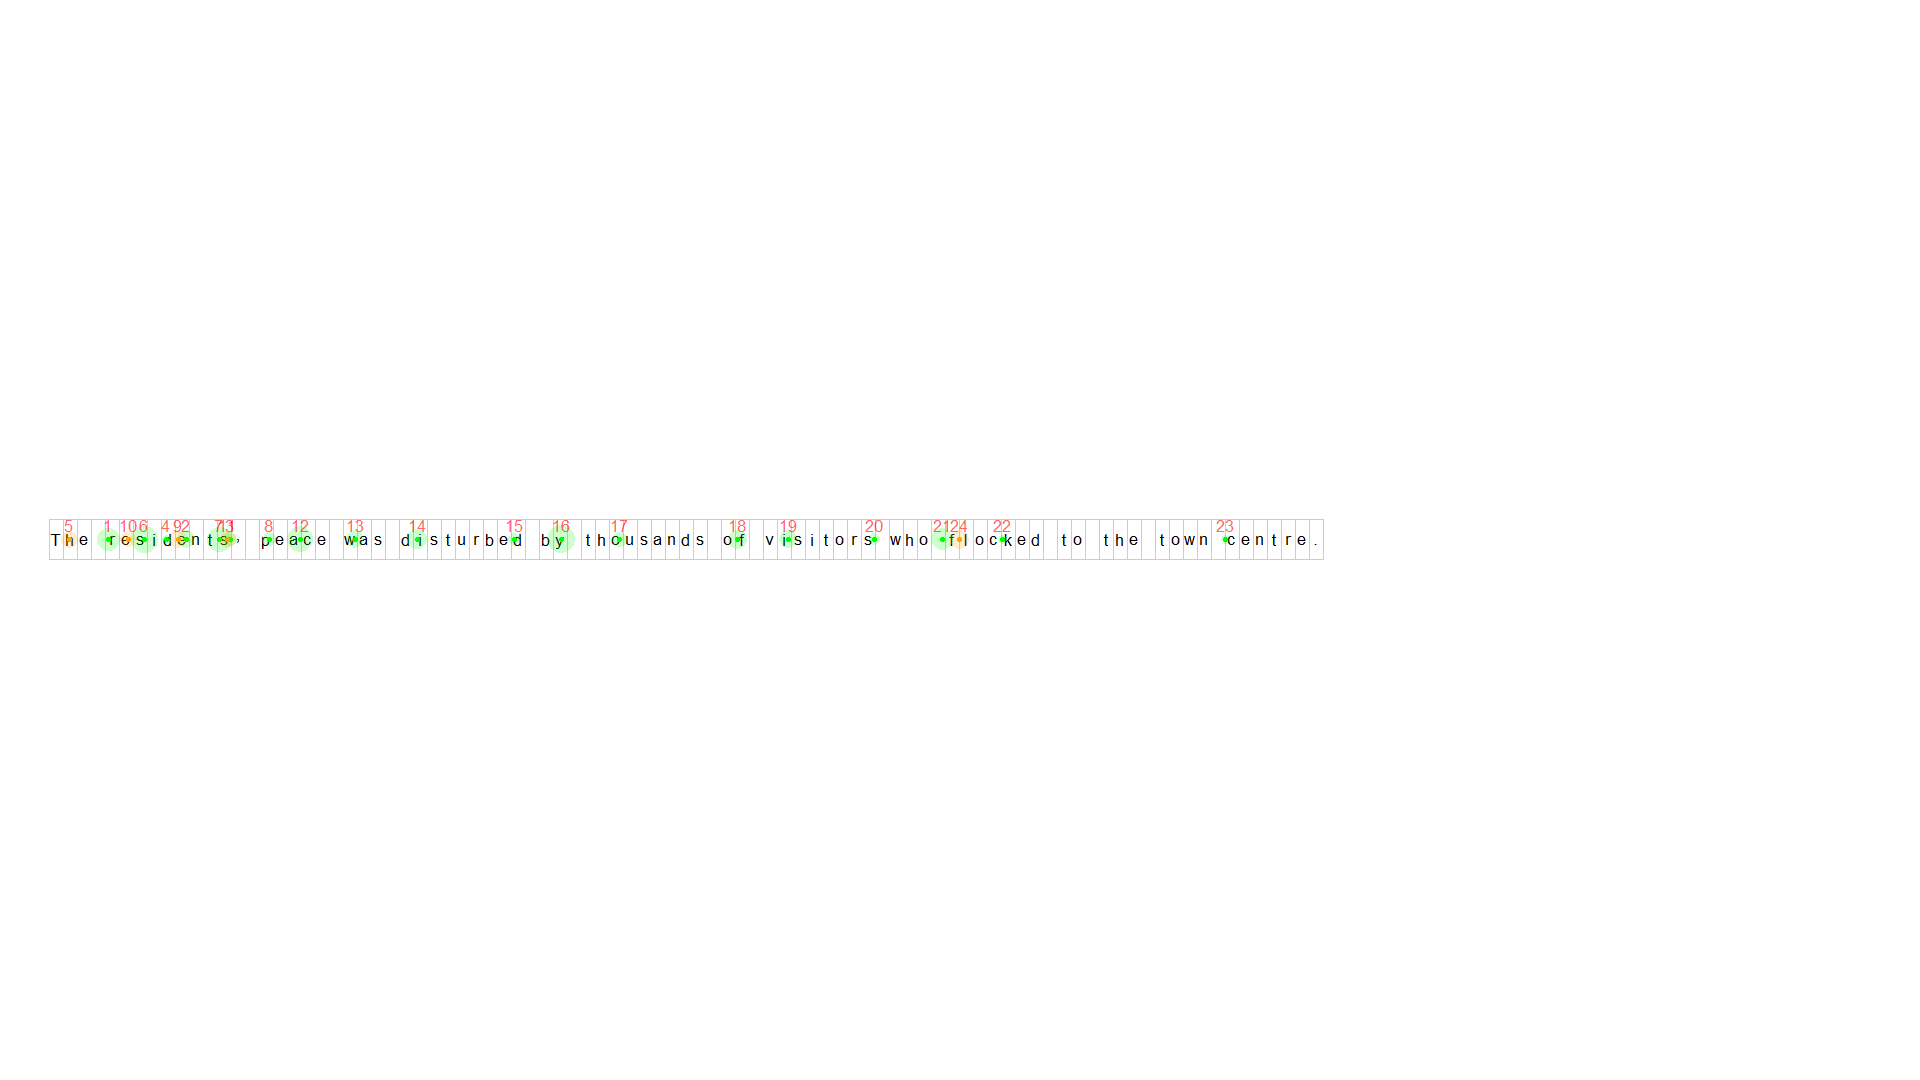 5 1 10 6 4 9 2 7 3 11 8 12 13 14 15 16 17 18 19 20 21 24 22 23
The residents' peace was disturbed by thousands of visitors who flocked to the town centre.